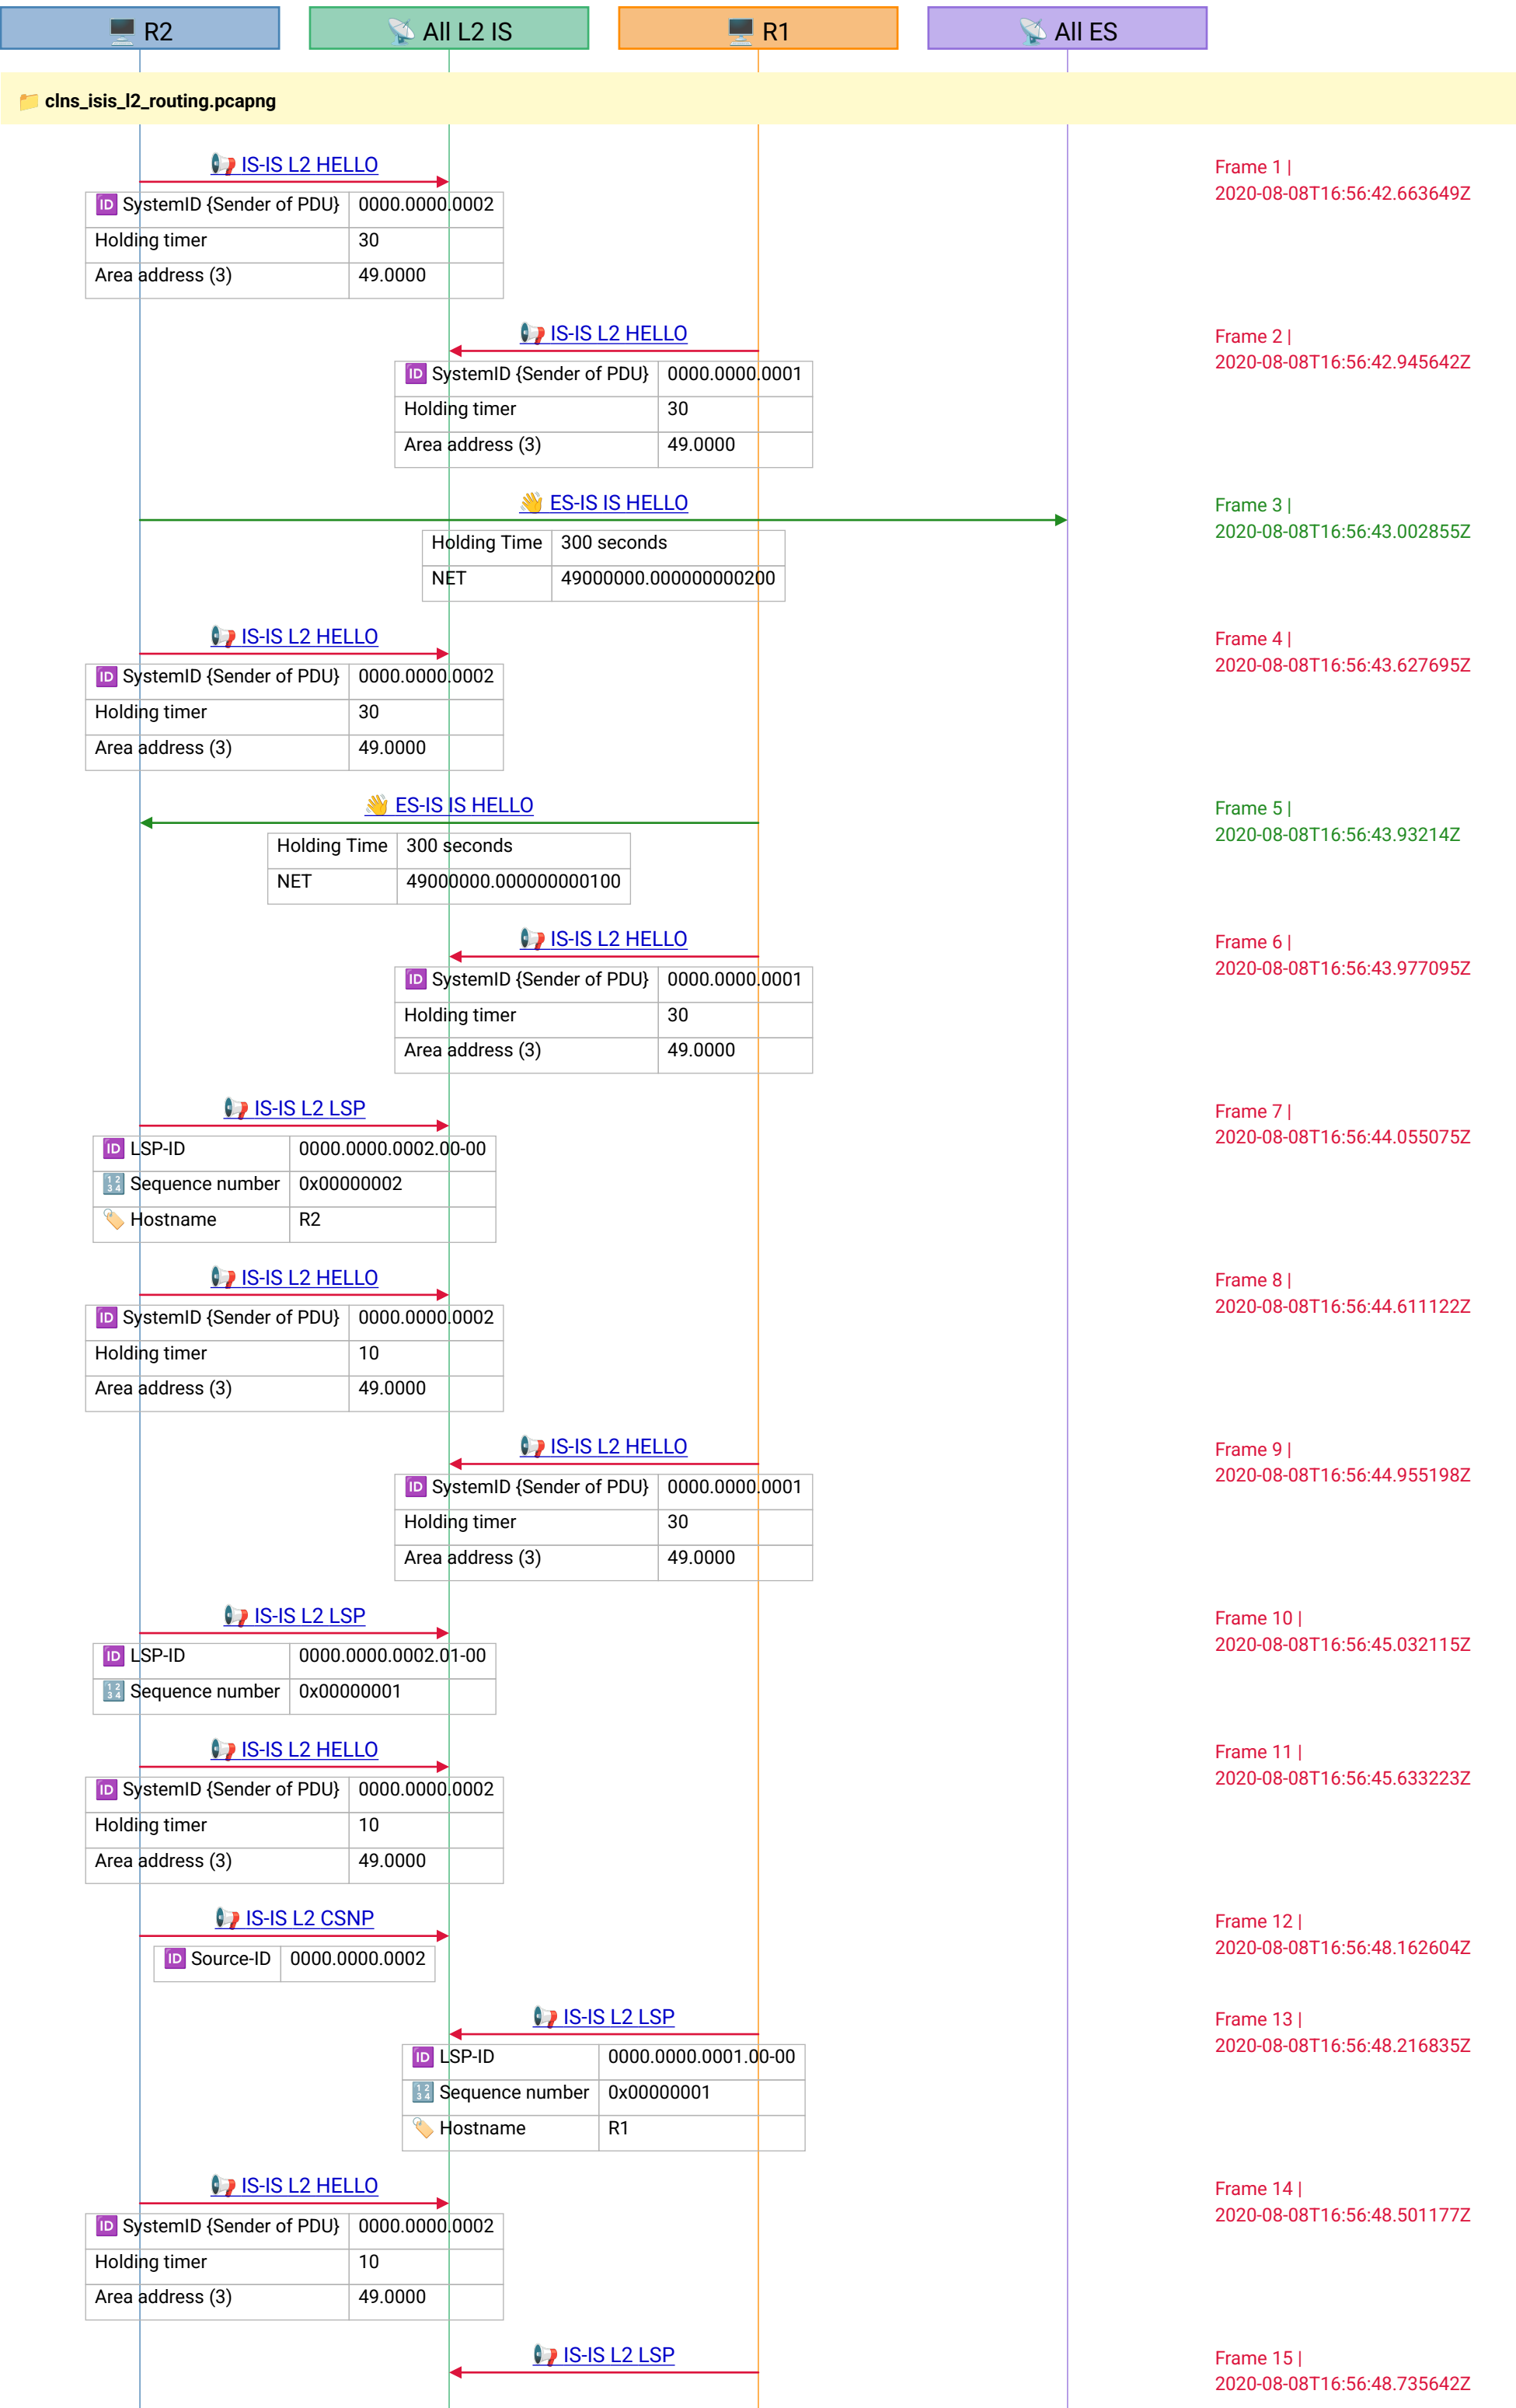 🖥️ R2
📡 All L2 IS
🖥️ R1
📡 All ES
📁 clns_isis_l2_routing.pcapng
📢 IS-IS L2 HELLO
Frame 1 |
2020-08-08T16:56:42.663649Z
🆔 SystemID {Sender of PDU} 0000.0000.0002
Holding timer 30
Area address (3) 49.0000
📢 IS-IS L2 HELLO
Frame 2 |
2020-08-08T16:56:42.945642Z
🆔 SystemID {Sender of PDU} 0000.0000.0001
Holding timer 30
Area address (3) 49.0000
👋 ES-IS IS HELLO
Frame 3 |
2020-08-08T16:56:43.002855Z
Holding Time 300 seconds
NET 49000000.000000000200
📢 IS-IS L2 HELLO
Frame 4 |
2020-08-08T16:56:43.627695Z
🆔 SystemID {Sender of PDU} 0000.0000.0002
Holding timer 30
Area address (3) 49.0000
👋 ES-IS IS HELLO
Frame 5 |
2020-08-08T16:56:43.93214Z
Holding Time 300 seconds
NET 49000000.000000000100
📢 IS-IS L2 HELLO
Frame 6 |
2020-08-08T16:56:43.977095Z
🆔 SystemID {Sender of PDU} 0000.0000.0001
Holding timer 30
Area address (3) 49.0000
📢 IS-IS L2 LSP
Frame 7 |
2020-08-08T16:56:44.055075Z
🆔 LSP-ID 0000.0000.0002.00-00
🔢 Sequence number 0x00000002
🏷️ Hostname R2
📢 IS-IS L2 HELLO
Frame 8 |
2020-08-08T16:56:44.611122Z
🆔 SystemID {Sender of PDU} 0000.0000.0002
Holding timer 10
Area address (3) 49.0000
📢 IS-IS L2 HELLO
Frame 9 |
2020-08-08T16:56:44.955198Z
🆔 SystemID {Sender of PDU} 0000.0000.0001
Holding timer 30
Area address (3) 49.0000
📢 IS-IS L2 LSP
Frame 10 |
2020-08-08T16:56:45.032115Z
🆔 LSP-ID 0000.0000.0002.01-00
🔢 Sequence number 0x00000001
📢 IS-IS L2 HELLO
Frame 11 |
2020-08-08T16:56:45.633223Z
🆔 SystemID {Sender of PDU} 0000.0000.0002
Holding timer 10
Area address (3) 49.0000
📢 IS-IS L2 CSNP
Frame 12 |
2020-08-08T16:56:48.162604Z
🆔 Source-ID 0000.0000.0002
📢 IS-IS L2 LSP
Frame 13 |
2020-08-08T16:56:48.216835Z
🆔 LSP-ID 0000.0000.0001.00-00
🔢 Sequence number 0x00000001
🏷️ Hostname R1
📢 IS-IS L2 HELLO
Frame 14 |
2020-08-08T16:56:48.501177Z
🆔 SystemID {Sender of PDU} 0000.0000.0002
Holding timer 10
Area address (3) 49.0000
📢 IS-IS L2 LSP
Frame 15 |
2020-08-08T16:56:48.735642Z